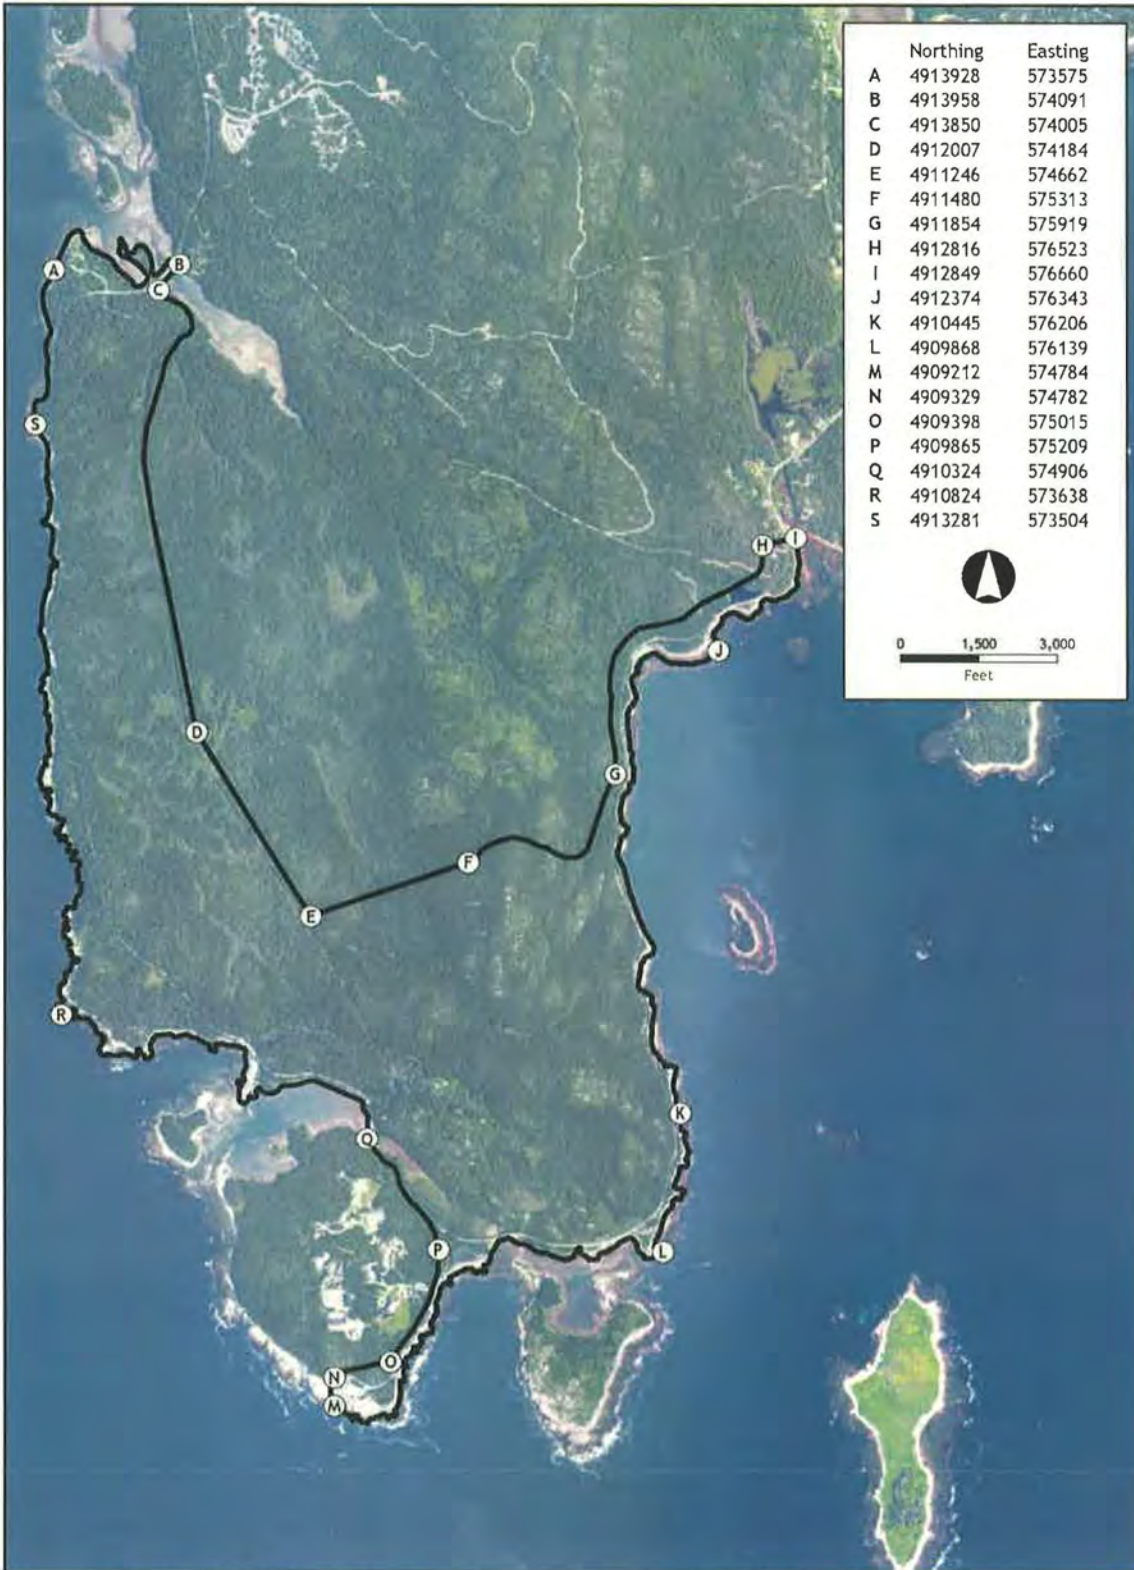 Northing Easting
A 4913928 573575
B 4913958 574091
C 4913850 574005
D 4912007 574184
E 4911246 574662
F 4911480 575313
G 4911854 575919
H 4912816 576523
I 4912849 576660
J 4912374 576343
K 4910445 576206
L 4909868 576139
M 4909212 574784
N 4909329 574782
O 4909398 575015
P 4909865 575209
Q 4910324 574906
R 4910824 573638
S 4913281 573504
0 1,500 3,000
Feet
A
B
C
S
H
I
J
D
G
F
E
R
K
Q
P
L
O
N
M